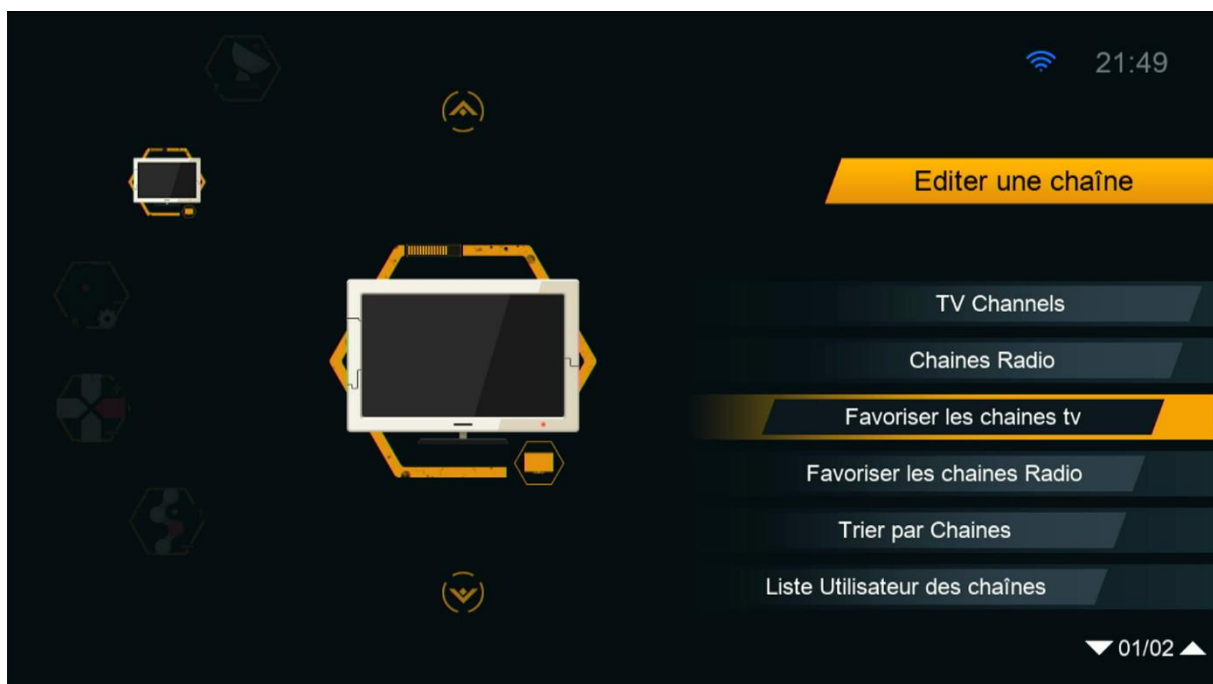 21:49
Editer une chaîne
TV Channels
Chaines Radio
Favoriser les chaines tv
Favoriser les chaines Radio
Trier par Chaines
Liste Utilisateur des chaînes
01/02